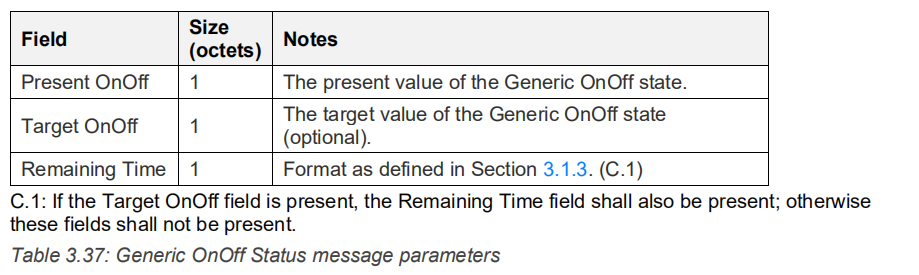 Field Size (octets) Notes
Present OnOff 1 The present value of the Generic OnOff state.
Target OnOff 1 The target value of the Generic OnOff state
(optional).
Remaining Time 1 Format as defined in Section 3.1.3. (C.1)
C.1: If the Target OnOff field is present, the Remaining Time field shall also be present; otherwise
these fields shall not be present.
Table 3.37: Generic OnOff Status message parameters